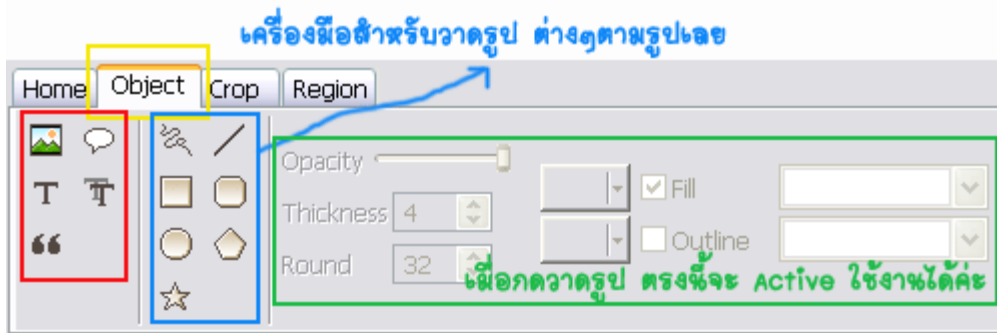 เครื่องมือสำหรับวาดรูป ต่างๆตามรูปเลย
Home Object Crop Region
Opacity
Fill
Thickness 4
Outline
Round 32
เมื่อกดวาดรูป ตรงนี้จะ Active ใช้งานได้ค่ะ
T T